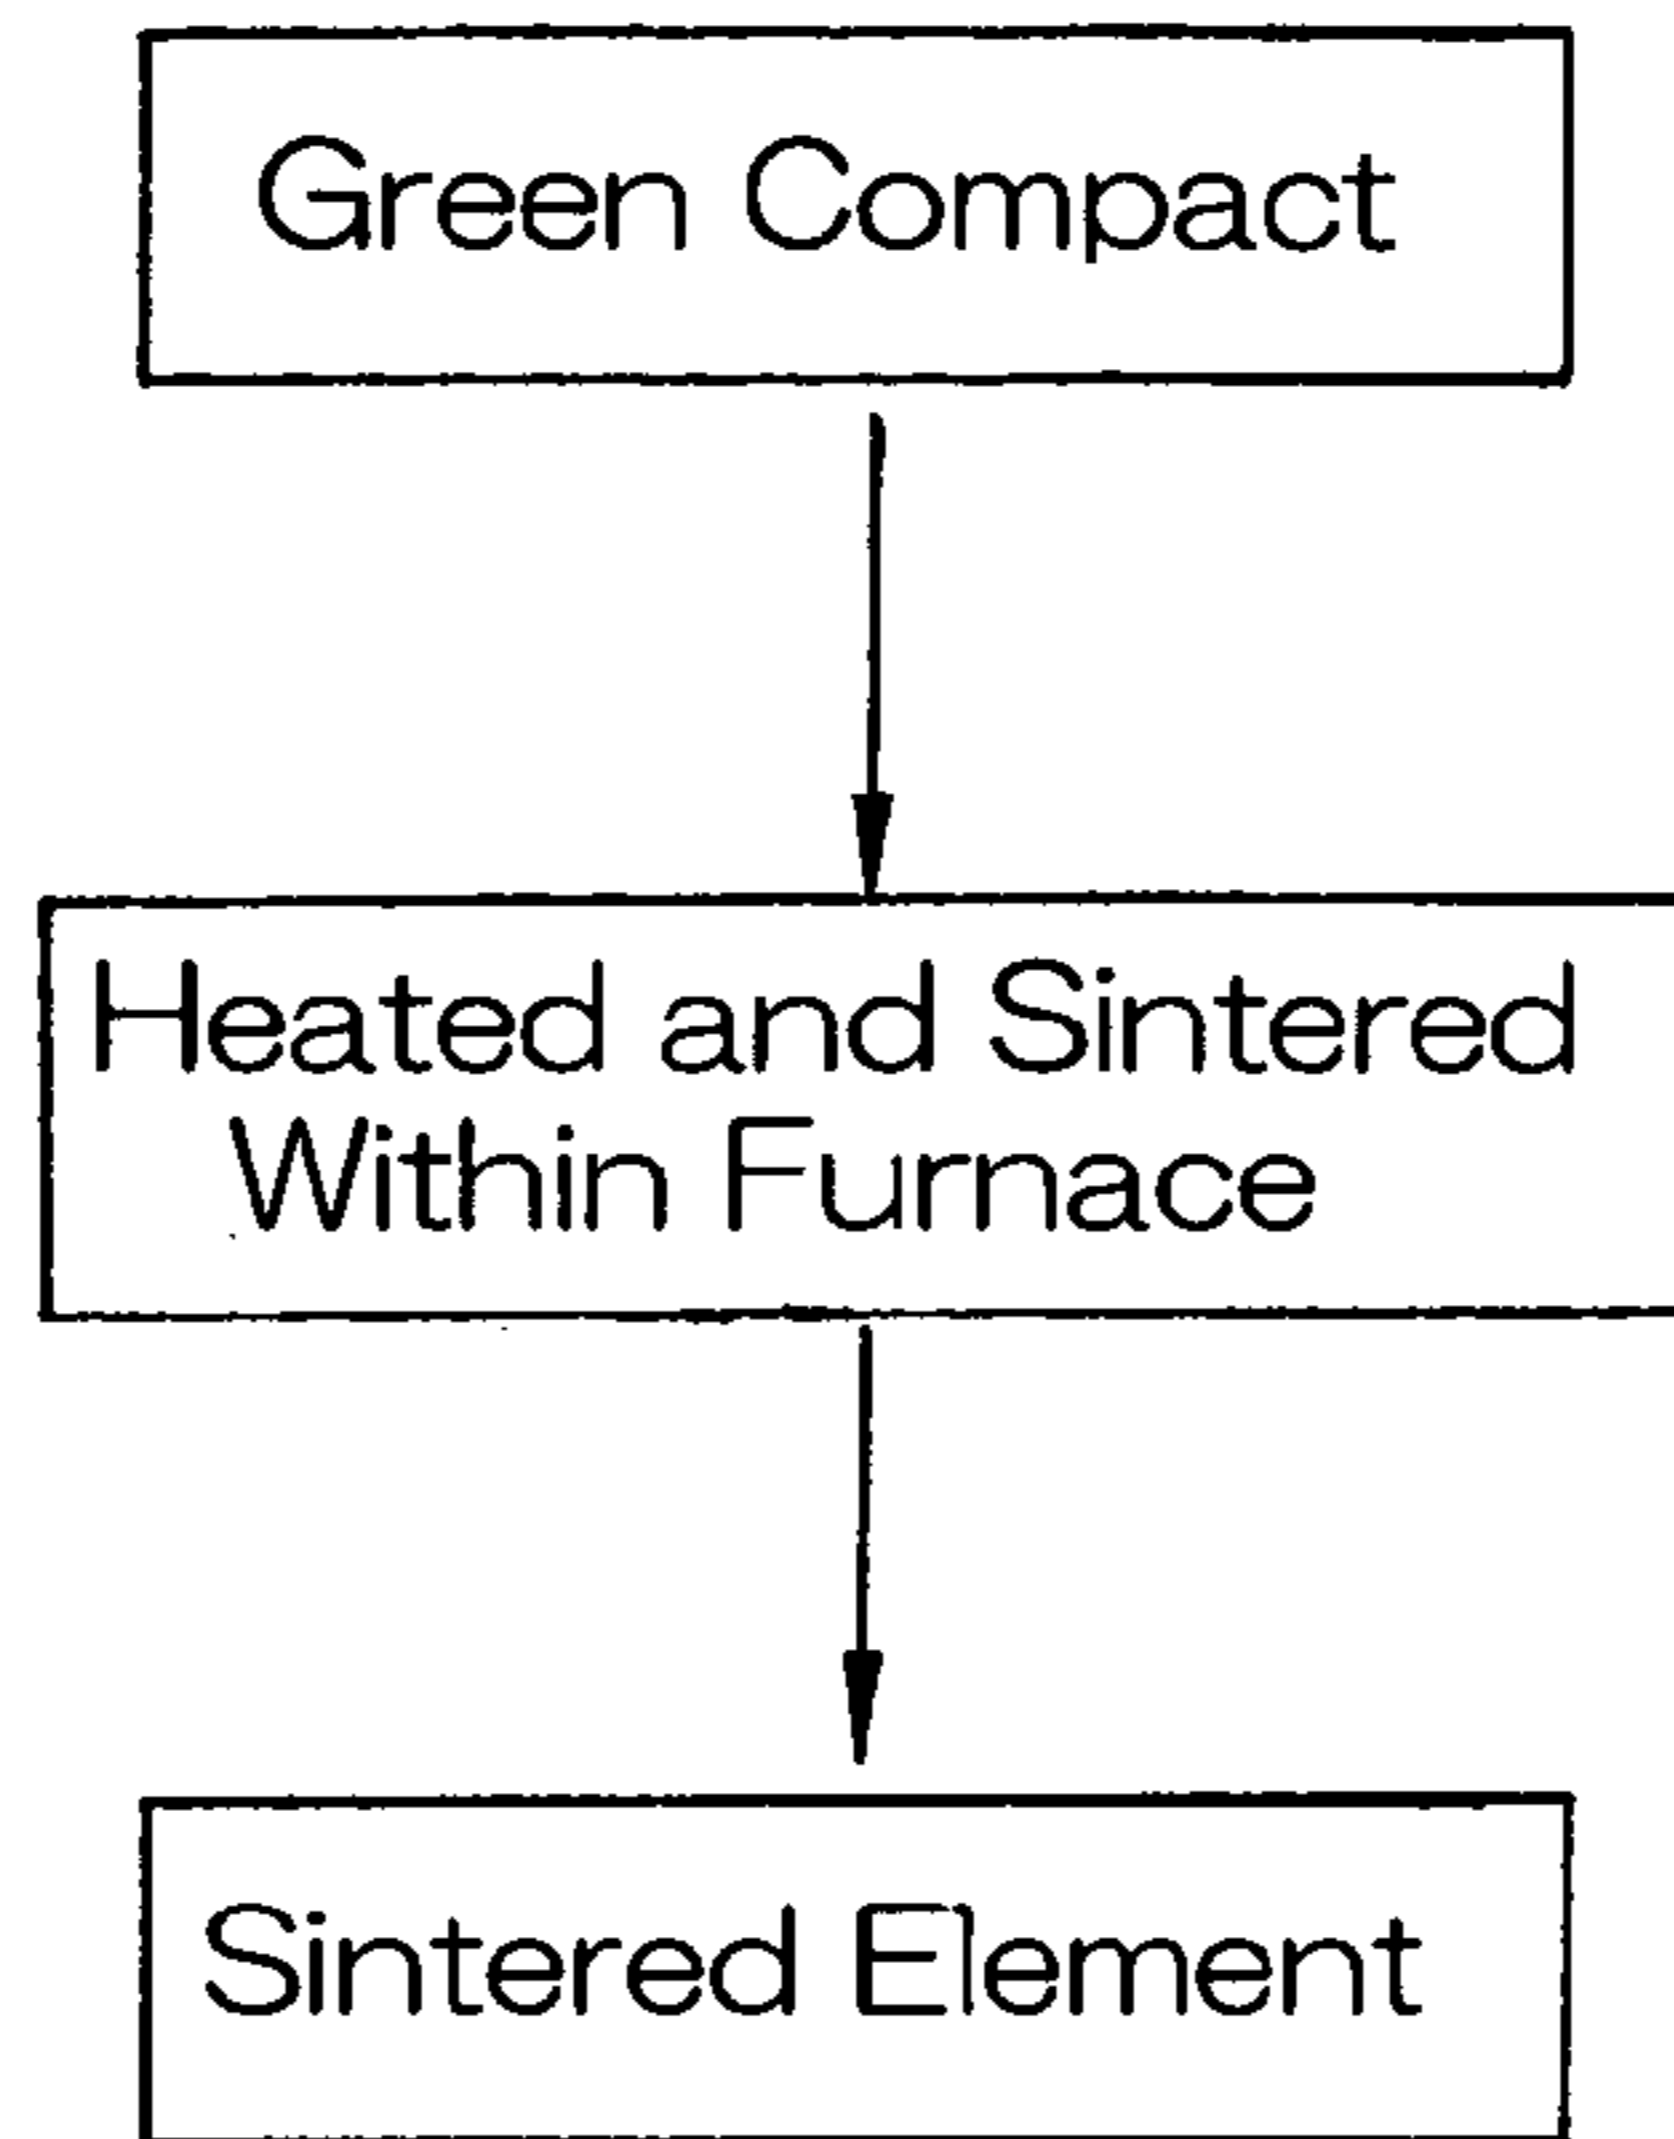 Green Compact
Heated and Sintered
Within Furnace
Sintered Element